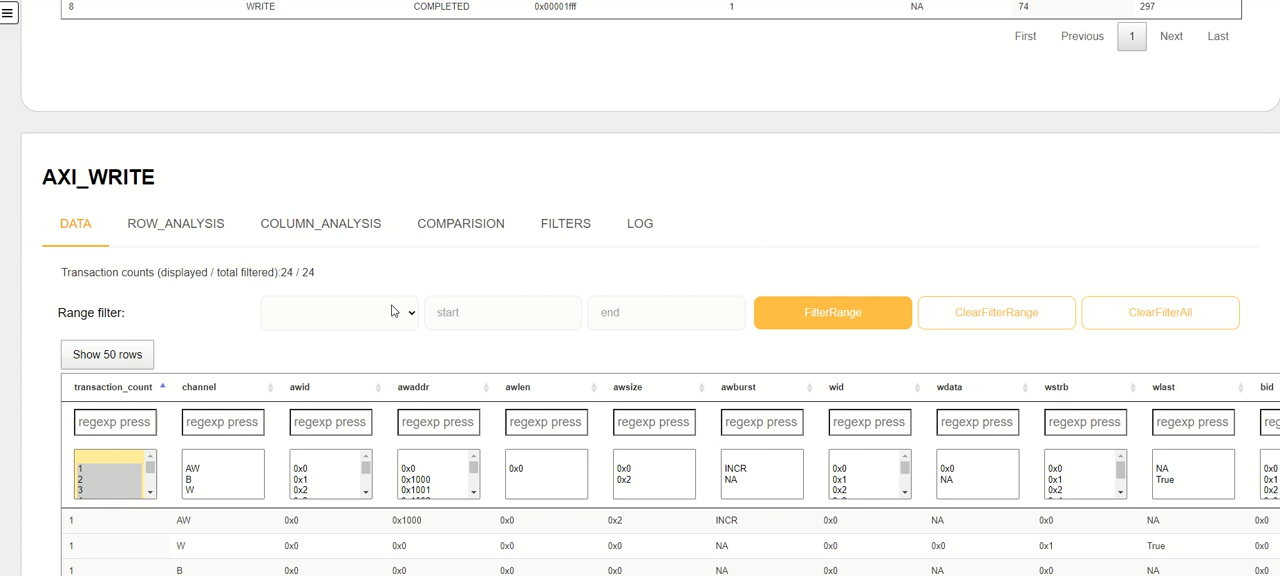 8 WRITE COMPLETED 0x00001fff 1 NA 74 297
First Previous 1 Next Last
AXI_WRITE
DATA ROW_ANALYSIS COLUMN_ANALYSIS COMPARISION FILTERS LOG
Transaction counts (displayed / total filtered):24 / 24
Range filter: start end FilterRange ClearFilterRange ClearFilterAll
Show 50 rows
transaction_count channel awid awaddr awlen awsize awburst wid wdata wstrb wlast bid
regexp press regexp press regexp press regexp press regexp press regexp press regexp press regexp press regexp press regexp press regexp press reg
1 AW 0x0 0x0 0x0 0x0 INCR 0x0 0x0 0x0 NA 0x0
2 B 0x1 0x1000 0x2 NA 0x1 NA 0x1 True 0x1
3 W 0x2 0x1001 0x2 0x2 0x2
1 AW 0x0 0x1000 0x0 0x2 INCR 0x0 NA 0x0 NA 0x0
1 W 0x0 0x0 0x0 0x0 NA 0x0 0x0 0x1 True 0x0
1 B 0x0 0x0 0x0 0x0 NA 0x0 NA 0x0 NA 0x0